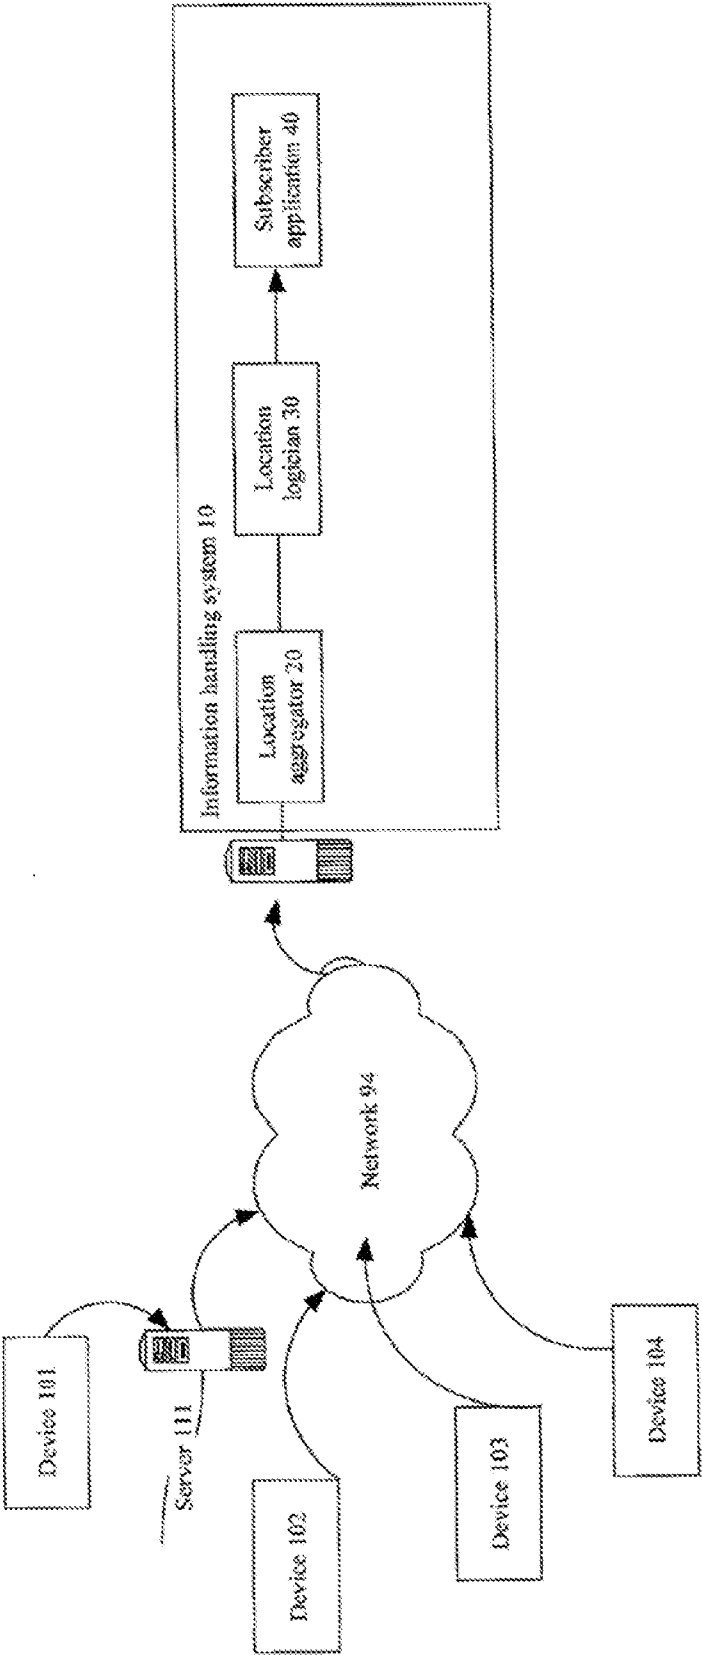 Device 101
Server 111
Device 102
Device 103
Device 104
Network 94
Information handling system 10
Location
aggregator 20
Location
logician 30
Subscriber
application 40